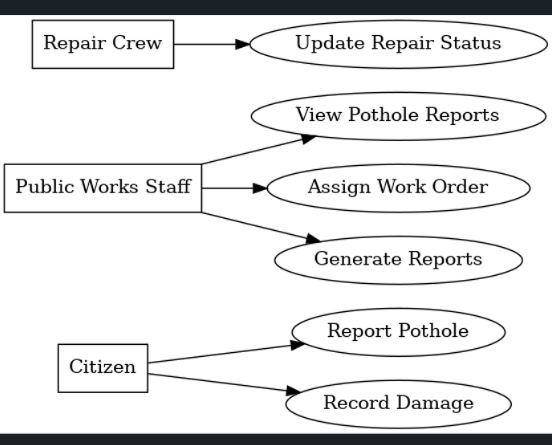 Repair Crew
Update Repair Status
View Pothole Reports
Public Works Staff
Assign Work Order
Generate Reports
Report Pothole
Citizen
Record Damage